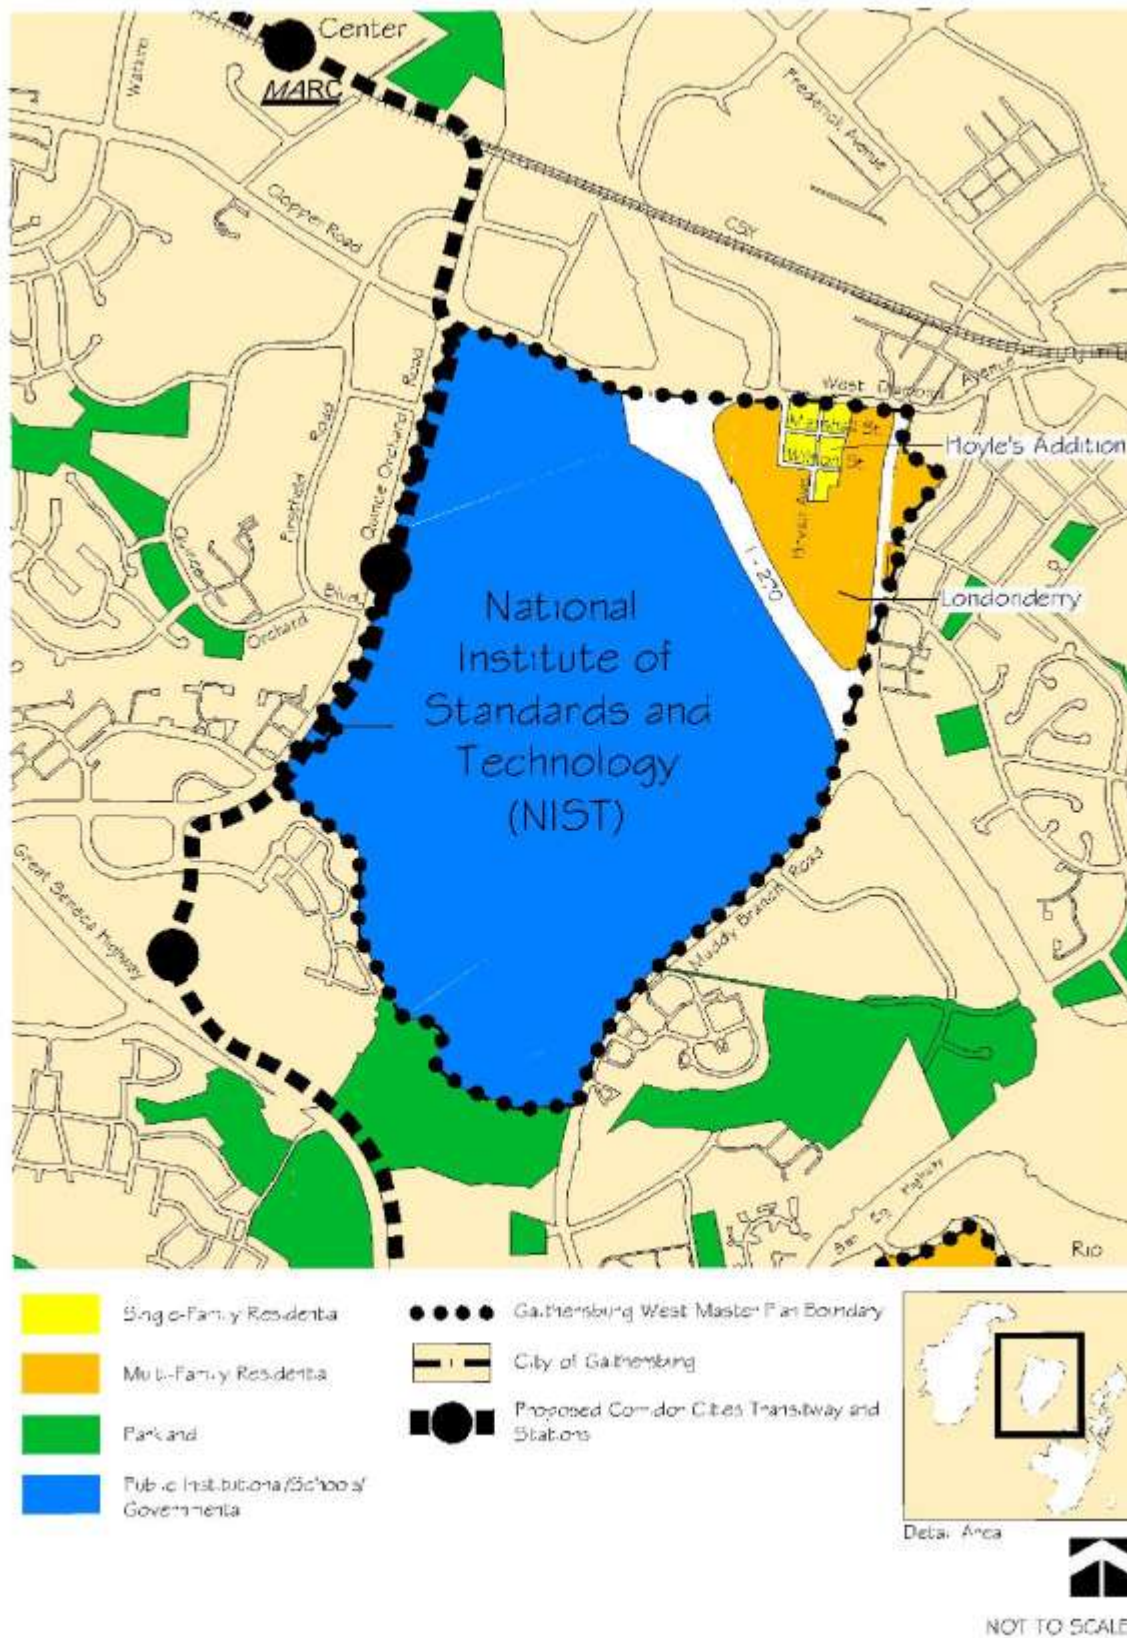 Center
MARC
Watkins
Frederick Avenue
Clopper Road
CSX
West Diamond Avenue
Quince Orchard Road
Firstfield Road
Hoyle's Addition
I - 270
Quince
Orchard
Blvd.
Londonderry
National
Institute of
Standards and
Technology
(NIST)
Great Seneca Highway
Muddy Branch Road
Highway
Rio
Single-Family Residential
Multi-Family Residential
Parkland
Public Institutional/Schools/
Governmental
Gaithersburg West Master Plan Boundary
City of Gaithersburg
Proposed Corridor Cities Transitway and
Stations
Detail Area
NOT TO SCALE